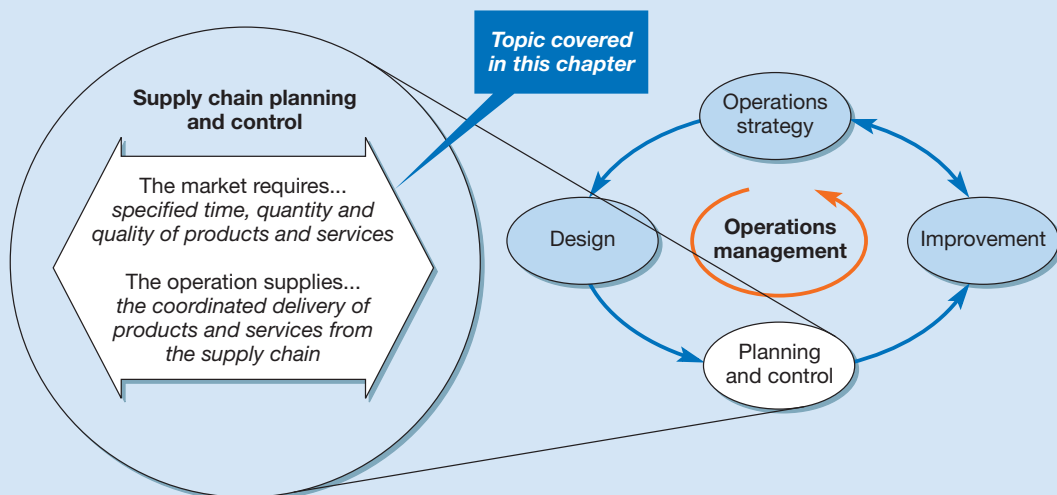 Topic covered
in this chapter
Supply chain planning
and control
The market requires...
specified time, quantity and
quality of products and services
The operation supplies...
the coordinated delivery of
products and services from
the supply chain
Operations
strategy
Design
Operations
management
Improvement
Planning
and control